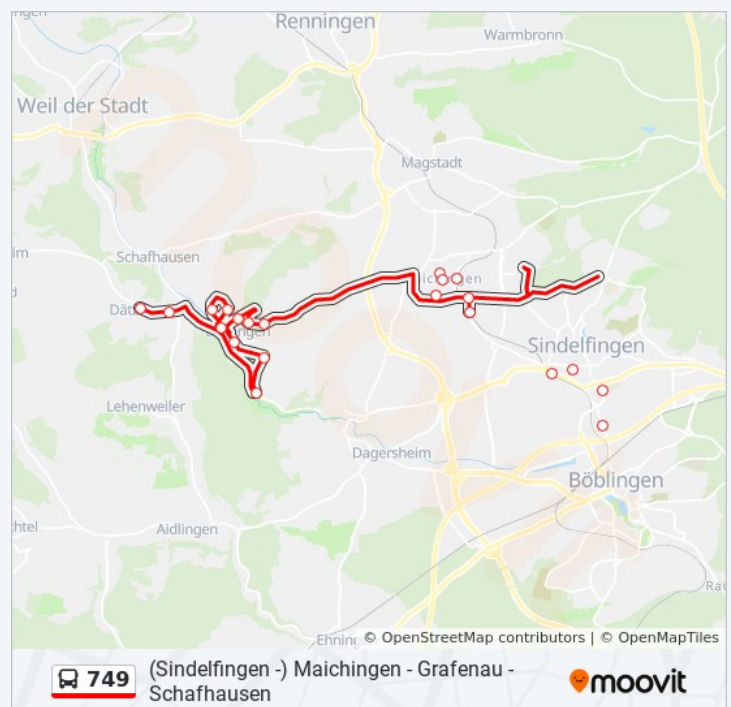 Renningen
Warmbronn
Weil der Stadt
Magstadt
Schafhausen
Sindelfingen
Lehenweiler
Dagersheim
Böblingen
Aidlingen
© OpenStreetMap contributors | © OpenMapTiles
749
(Sindelfingen -) Maichingen - Grafenau -
Schafhausen
moovit